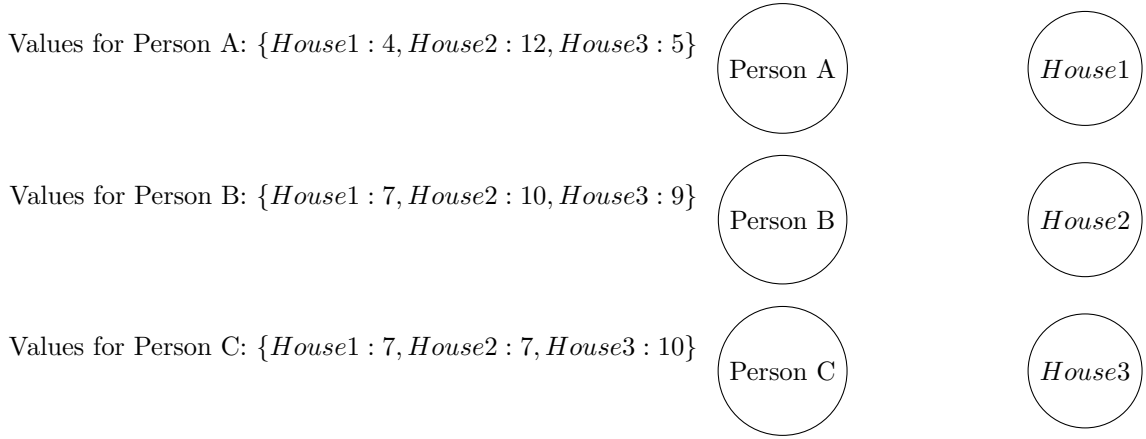 Values for Person A: {House1 : 4, House2 : 12, House3 : 5} Person A House1
Values for Person B: {House1 : 7, House2 : 10, House3 : 9} Person B House2
Values for Person C: {House1 : 7, House2 : 7, House3 : 10} Person C House3